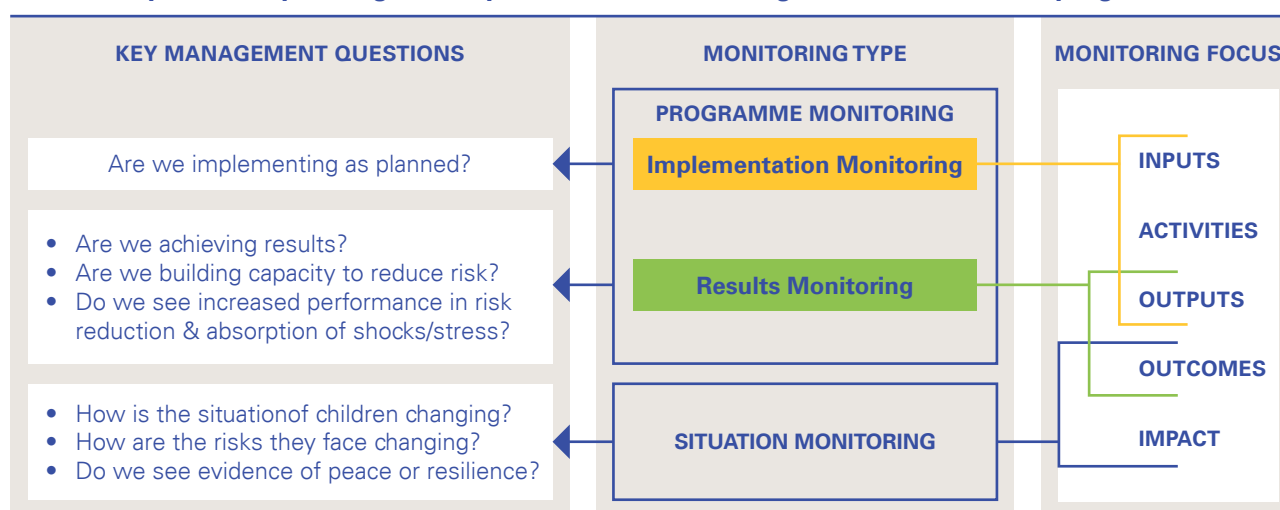 KEY MANAGEMENT QUESTIONS
Are we implementing as planned?
• Are we achieving results?
• Are we building capacity to reduce risk?
• Do we see increased performance in risk
reduction & absorption of shocks/stress?
• How is the situationof children changing?
• How are the risks they face changing?
• Do we see evidence of peace or resilience?
MONITORING TYPE
PROGRAMME MONITORING
Implementation Monitoring
Results Monitoring
SITUATION MONITORING
MONITORING FOCUS
INPUTS
ACTIVITIES
OUTPUTS
OUTCOMES
IMPACT